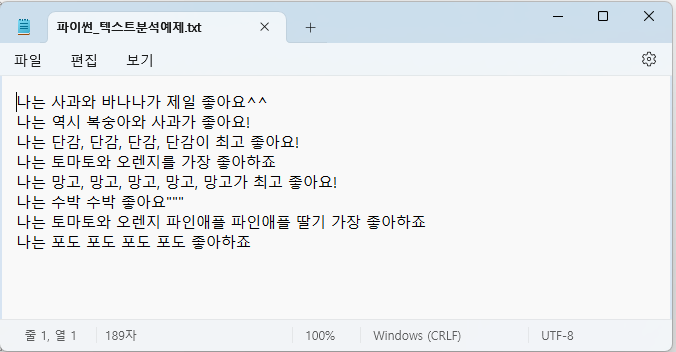 파이썬_텍스트분석예제.txt
파일 편집 보기
나는 사과와 바나나가 제일 좋아요^^
나는 역시 복숭아와 사과가 좋아요!
나는 단감, 단감, 단감, 단감이 최고 좋아요!
나는 토마토와 오렌지를 가장 좋아하죠
나는 망고, 망고, 망고, 망고, 망고가 최고 좋아요!
나는 수박 수박 좋아요"""
나는 토마토와 오렌지 파인애플 파인애플 딸기 가장 좋아하죠
나는 포도 포도 포도 포도 좋아하죠
줄 1, 열 1 189자 100% Windows (CRLF) UTF-8